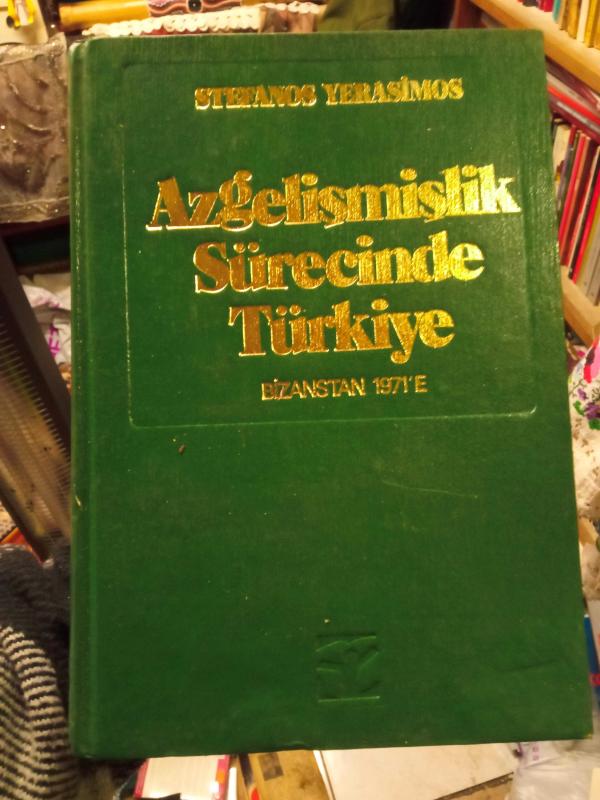 STEFANOS YERASİMOS
Azgelişmişlik
Sürecinde
Türkiye
BİZANSTAN 1971'E